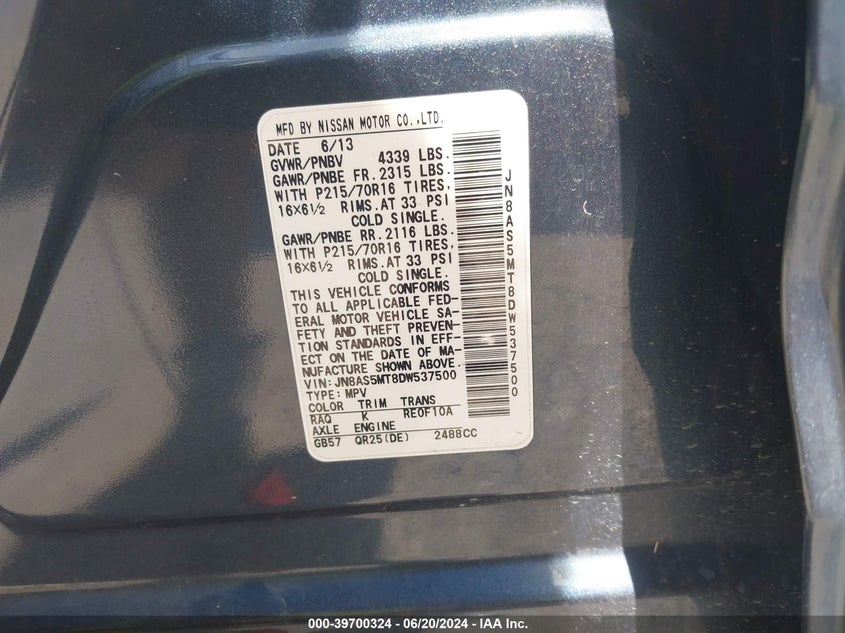 MFD BY NISSAN MOTOR CO.,LTD.
DATE 6/13
GVWR/PNBV 4339 LBS.
GAWR/PNBE FR. 2315 LBS.
WITH P215/70R16 TIRES,
16X6½ RIMS.AT 33 PSI
COLD SINGLE.
GAWR/PNBE RR. 2116 LBS.
WITH P215/70R16 TIRES,
16X6½ RIMS.AT 33 PSI
COLD SINGLE.
THIS VEHICLE CONFORMS
TO ALL APPLICABLE FED-
ERAL MOTOR VEHICLE SA-
FETY AND THEFT PREVEN-
TION STANDARDS IN EFF-
ECT ON THE DATE OF MA-
NUFACTURE SHOWN ABOVE.
VIN: JN8AS5MT8DW537500
TYPE: MPV
COLOR TRIM TRANS
RAQ K RE0F10A
AXLE ENGINE
GB57 QR25(DE) 2488CC
JN8AS5MT8DW537500
000-39700324 - 06/20/2024 - IAA Inc.